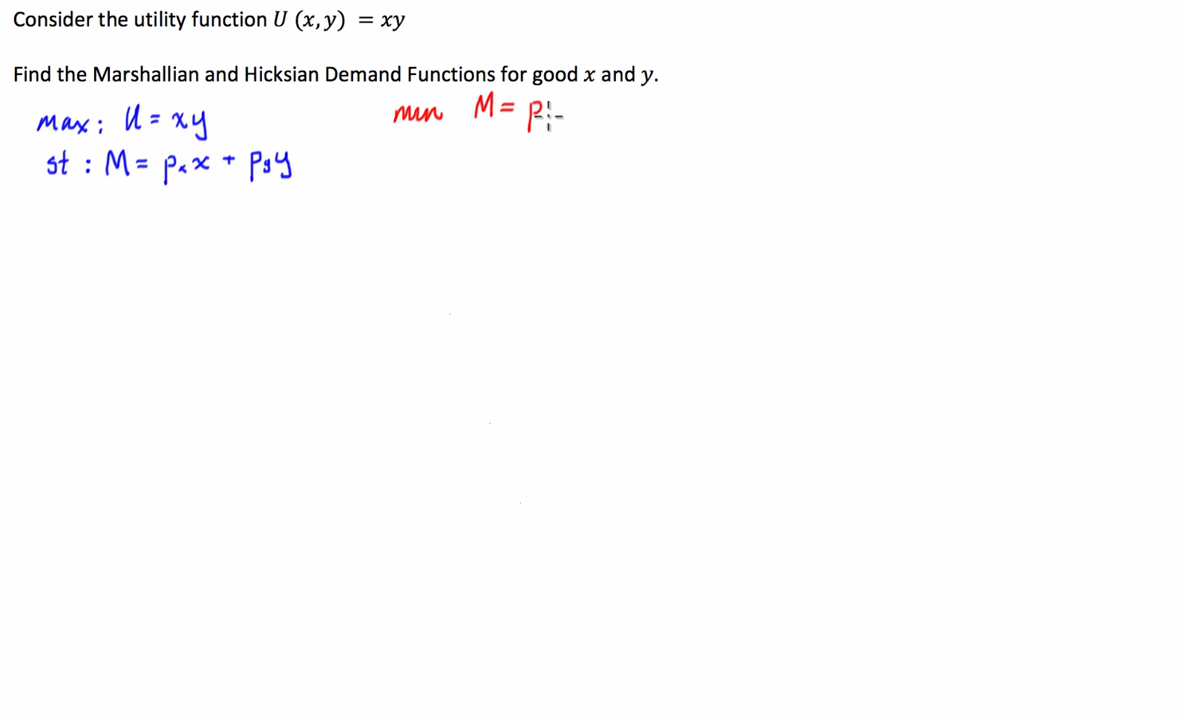 Consider the utility function U (x, y) = xy
Find the Marshallian and Hicksian Demand Functions for good x and y.
max: U = xy
min M = P
st: M = Pxx + Pyy